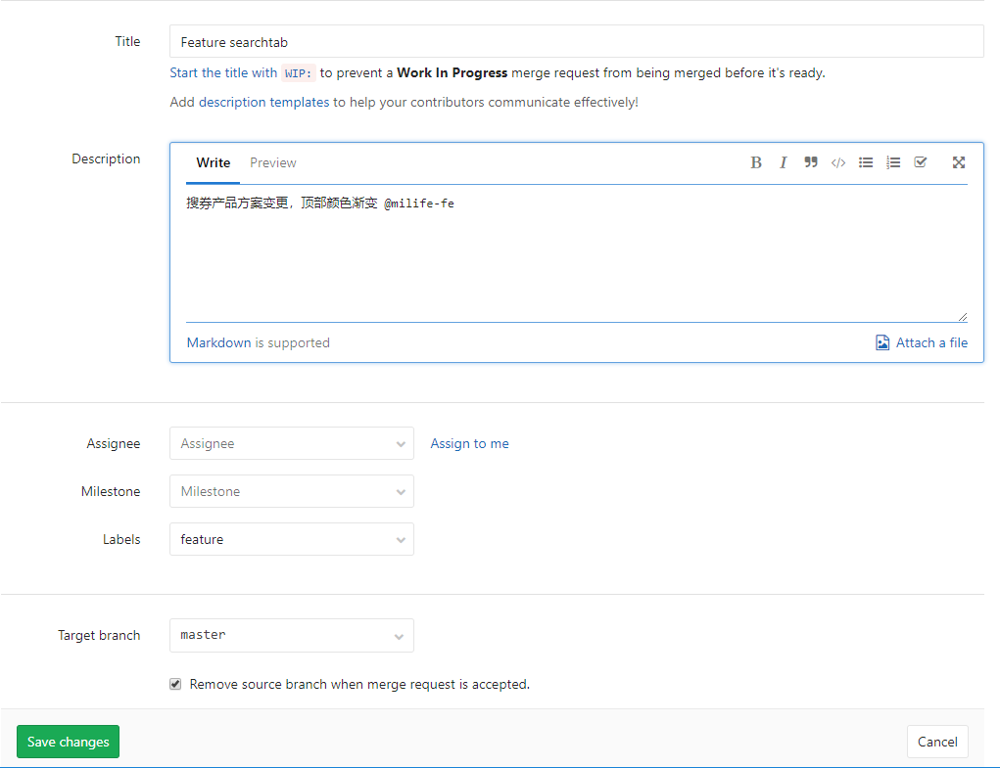 Title
Feature searchtab
Start the title with WIP: to prevent a Work In Progress merge request from being merged before it's ready.
Add description templates to help your contributors communicate effectively!
Description
Write Preview
搜券产品方案变更，顶部颜色渐变 @milife-fe
Markdown is supported
Attach a file
Assignee
Assignee
Assign to me
Milestone
Milestone
Labels
feature
Target branch
master
Remove source branch when merge request is accepted.
Save changes
Cancel